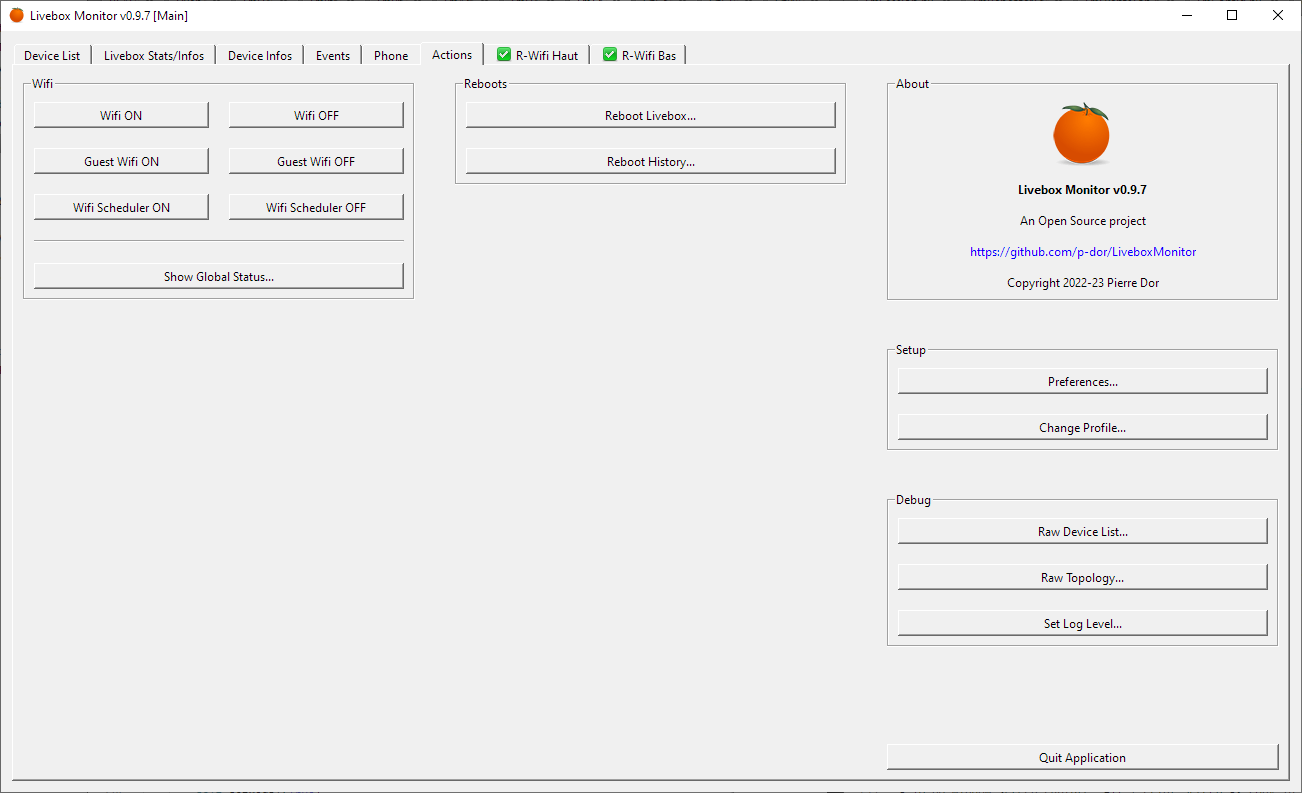 Livebox Monitor v0.9.7 [Main]
Device List
Livebox Stats/Infos
Device Infos
Events
Phone
Actions
R-Wifi Haut
R-Wifi Bas
Wifi
Wifi ON
Wifi OFF
Guest Wifi ON
Guest Wifi OFF
Wifi Scheduler ON
Wifi Scheduler OFF
Show Global Status...
Reboots
Reboot Livebox...
Reboot History...
About
Livebox Monitor v0.9.7
An Open Source project
https://github.com/p-dor/LiveboxMonitor
Copyright 2022-23 Pierre Dor
Setup
Preferences...
Change Profile...
Debug
Raw Device List...
Raw Topology...
Set Log Level...
Quit Application